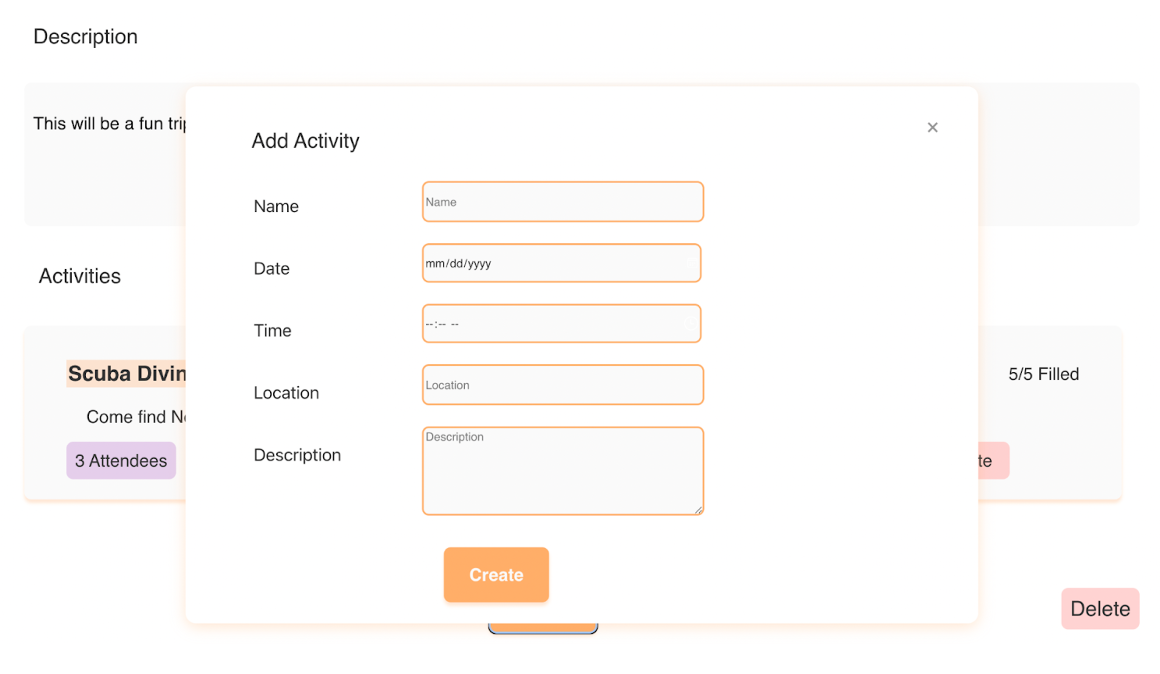 Description
This will be a fun trip
Add Activity
×
Name
Name
Date
mm/dd/yyyy
Time
--:-- --
Location
Location
Description
Description
Create
Activities
Scuba Divin
5/5 Filled
Come find
3 Attendees
te
Delete